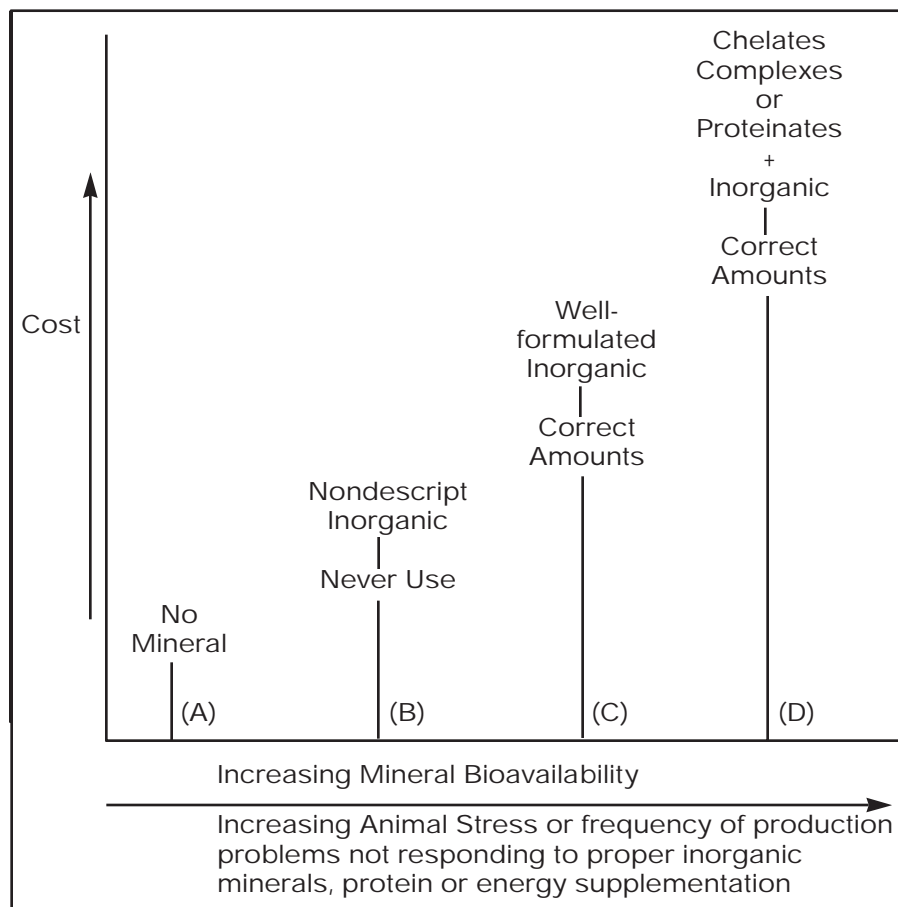 Chelates
Complexes
or
Proteinates
+
Inorganic
Correct
Amounts
Cost
Well-
formulated
Inorganic
Correct
Amounts
Nondescript
Inorganic
Never Use
No
Mineral
(A)
(B)
(C)
(D)
Increasing Mineral Bioavailability
Increasing Animal Stress or frequency of production
problems not responding to proper inorganic
minerals, protein or energy supplementation